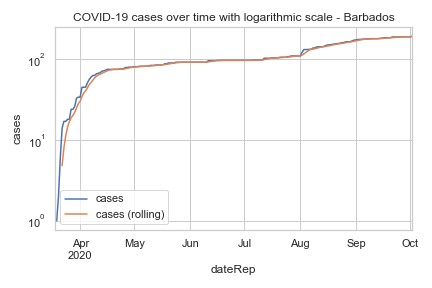 COVID-19 cases over time with logarithmic scale - Barbados
cases
10²
10¹
10⁰
cases
cases (rolling)
Apr
2020
May
Jun
Jul
Aug
Sep
Oct
dateRep